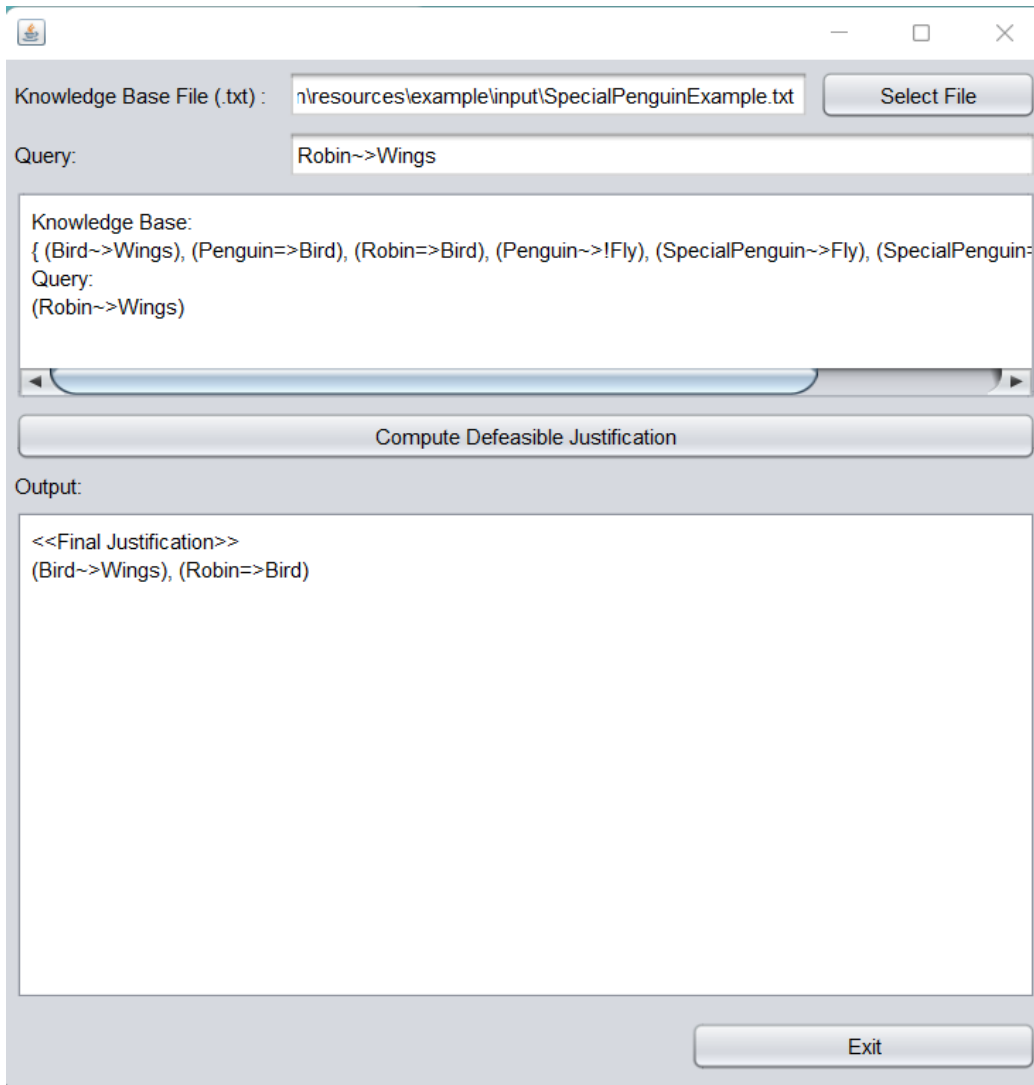 Knowledge Base File (.txt) :
n\resources\example\input\SpecialPenguinExample.txt
Select File
Query:
Robin~>Wings
Knowledge Base:
{ (Bird~>Wings), (Penguin=>Bird), (Robin=>Bird), (Penguin~>!Fly), (SpecialPenguin~>Fly), (SpecialPenguin=
Query:
(Robin~>Wings)
Compute Defeasible Justification
Output:
<<Final Justification>>
(Bird~>Wings), (Robin=>Bird)
Exit